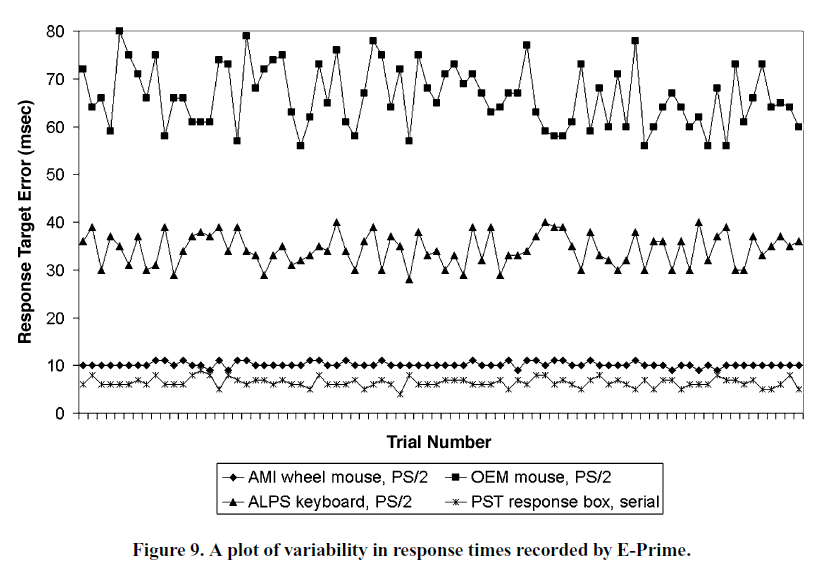 80
70
60
50
40
30
20
10
0
Response Target Error (msec)
Trial Number
AMI wheel mouse, PS/2 OEM mouse, PS/2
ALPS keyboard, PS/2 PST response box, serial
Figure 9. A plot of variability in response times recorded by E-Prime.